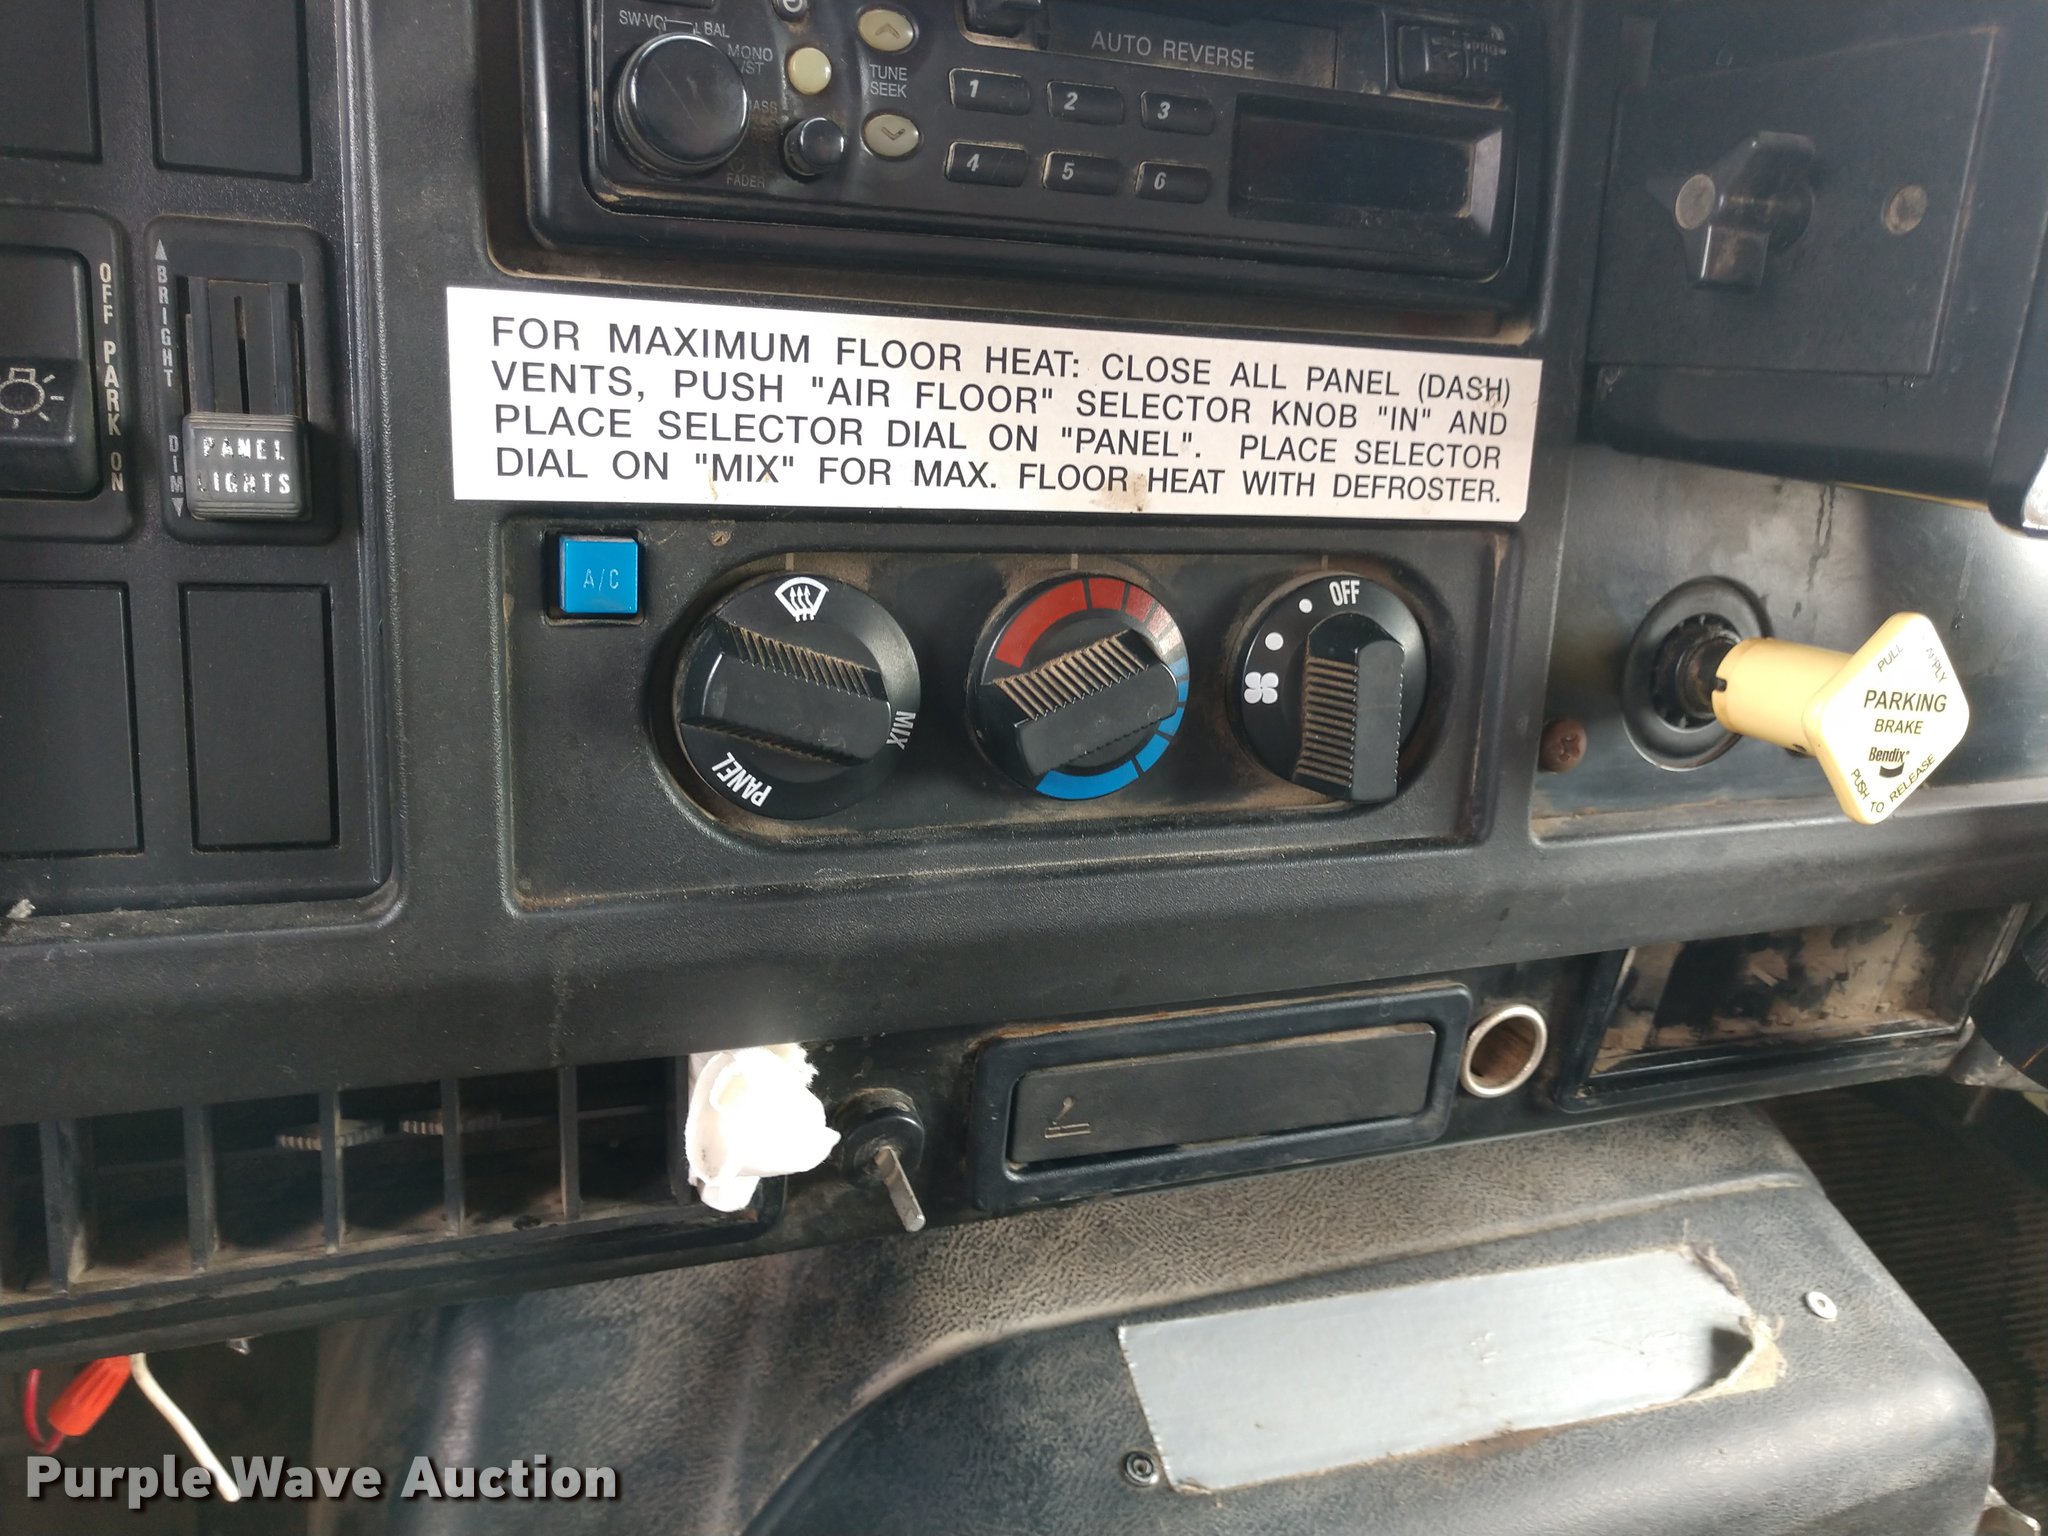 SW-VOL BAL
MONO
/ST
BASS
FADER
TUNE
SEEK
AUTO REVERSE
1 2 3
4 5 6
OFF PARK ON
BRIGHT
DIM
PANEL
LIGHTS
FOR MAXIMUM FLOOR HEAT: CLOSE ALL PANEL (DASH)
VENTS, PUSH "AIR FLOOR" SELECTOR KNOB "IN" AND
PLACE SELECTOR DIAL ON "PANEL". PLACE SELECTOR
DIAL ON "MIX" FOR MAX. FLOOR HEAT WITH DEFROSTER.
A/C
MIX
PANEL
OFF
PULL APPLY
PARKING
BRAKE
Bendix
PUSH TO RELEASE
Purple Wave Auction